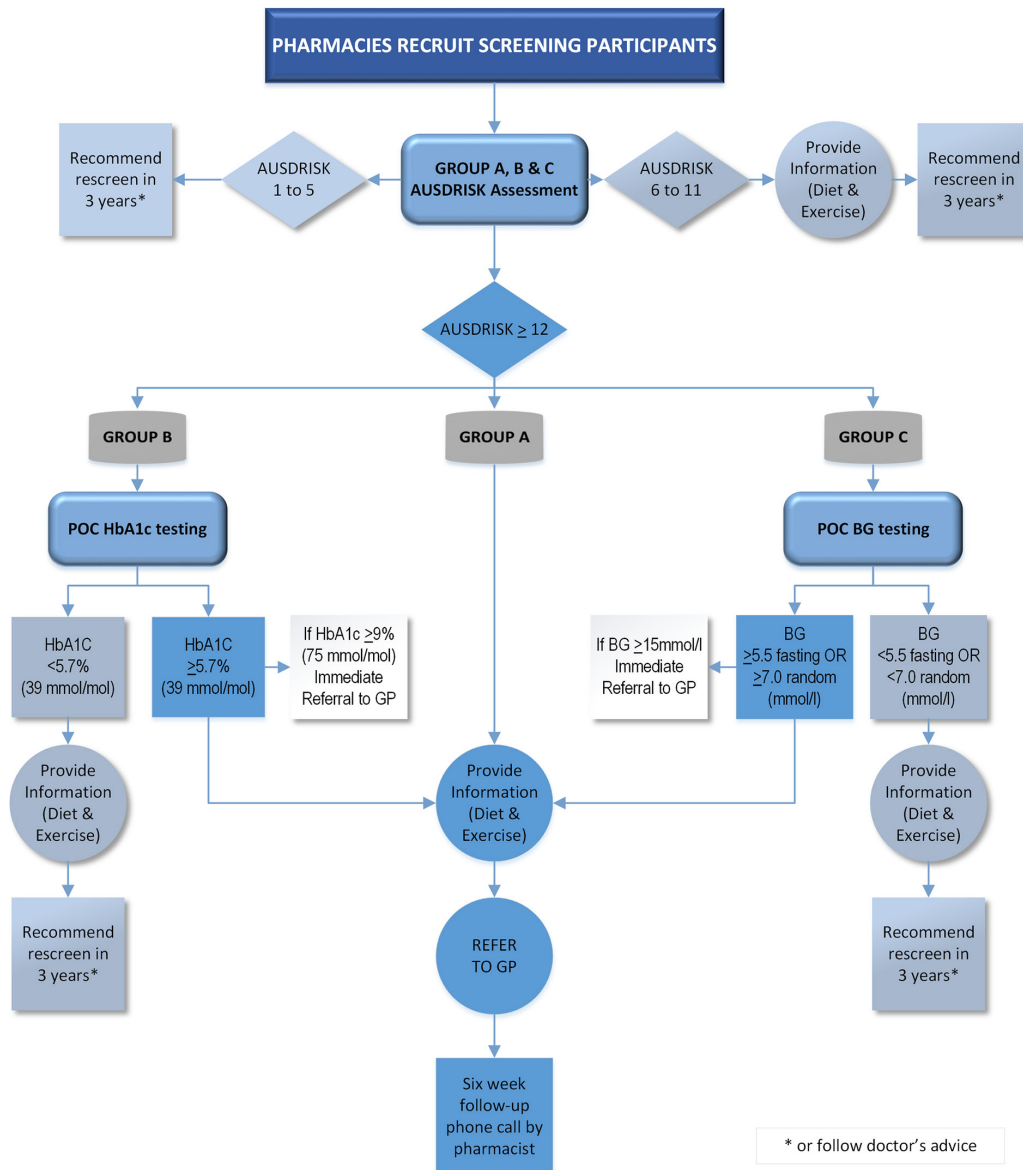 PHARMACIES RECRUIT SCREENING PARTICIPANTS
Recommend
rescreen in
3 years*
AUSDRISK
1 to 5
GROUP A, B & C
AUSDRISK Assessment
AUSDRISK
6 to 11
Provide
Information
(Diet &
Exercise)
Recommend
rescreen in
3 years*
AUSDRISK ≥ 12
GROUP B
GROUP A
GROUP C
POC HbA1c testing
POC BG testing
HbA1C
<5.7%
(39 mmol/mol)
HbA1C
≥5.7%
(39 mmol/mol)
If HbA1c ≥9%
(75 mmol/mol)
Immediate
Referral to GP
If BG ≥15mmol/l
Immediate
Referral to GP
BG
≥5.5 fasting OR
≥7.0 random
(mmol/l)
BG
<5.5 fasting OR
<7.0 random
(mmol/l)
Provide
Information
(Diet &
Exercise)
Provide
Information
(Diet &
Exercise)
Provide
Information
(Diet &
Exercise)
Recommend
rescreen in
3 years*
REFER
TO GP
Recommend
rescreen in
3 years*
Six week
follow-up
phone call by
pharmacist
* or follow doctor's advice